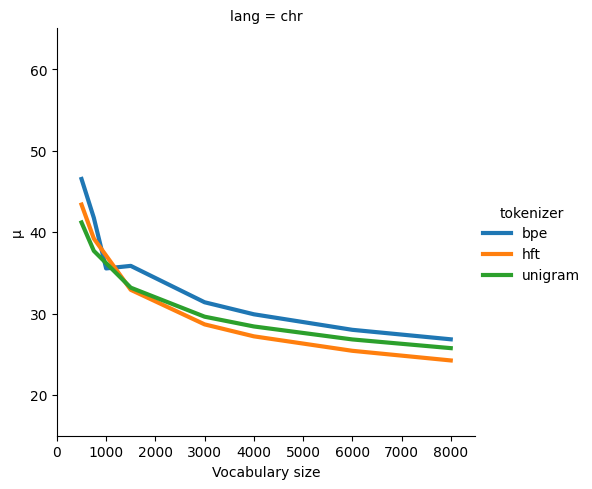 lang = chr
60
50
40
30
20
μ
0 1000 2000 3000 4000 5000 6000 7000 8000
Vocabulary size
tokenizer
bpe
hft
unigram